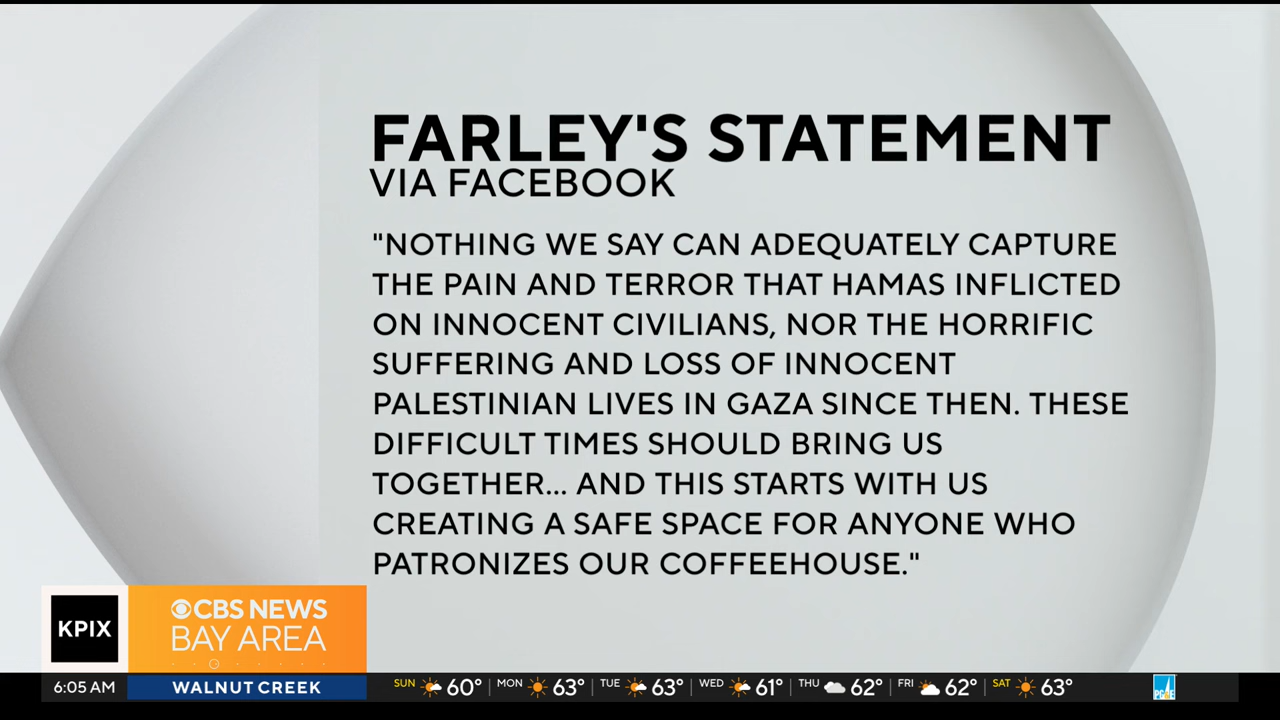 FARLEY'S STATEMENT
VIA FACEBOOK
"NOTHING WE SAY CAN ADEQUATELY CAPTURE
THE PAIN AND TERROR THAT HAMAS INFLICTED
ON INNOCENT CIVILIANS, NOR THE HORRIFIC
SUFFERING AND LOSS OF INNOCENT
PALESTINIAN LIVES IN GAZA SINCE THEN. THESE
DIFFICULT TIMES SHOULD BRING US
TOGETHER... AND THIS STARTS WITH US
CREATING A SAFE SPACE FOR ANYONE WHO
PATRONIZES OUR COFFEEHOUSE."
KPIX
CBS NEWS
BAY AREA
6:05 AM
WALNUT CREEK
SUN 60° MON 63° TUE 63° WED 61° THU 62° FRI 62° SAT 63°
PG&E